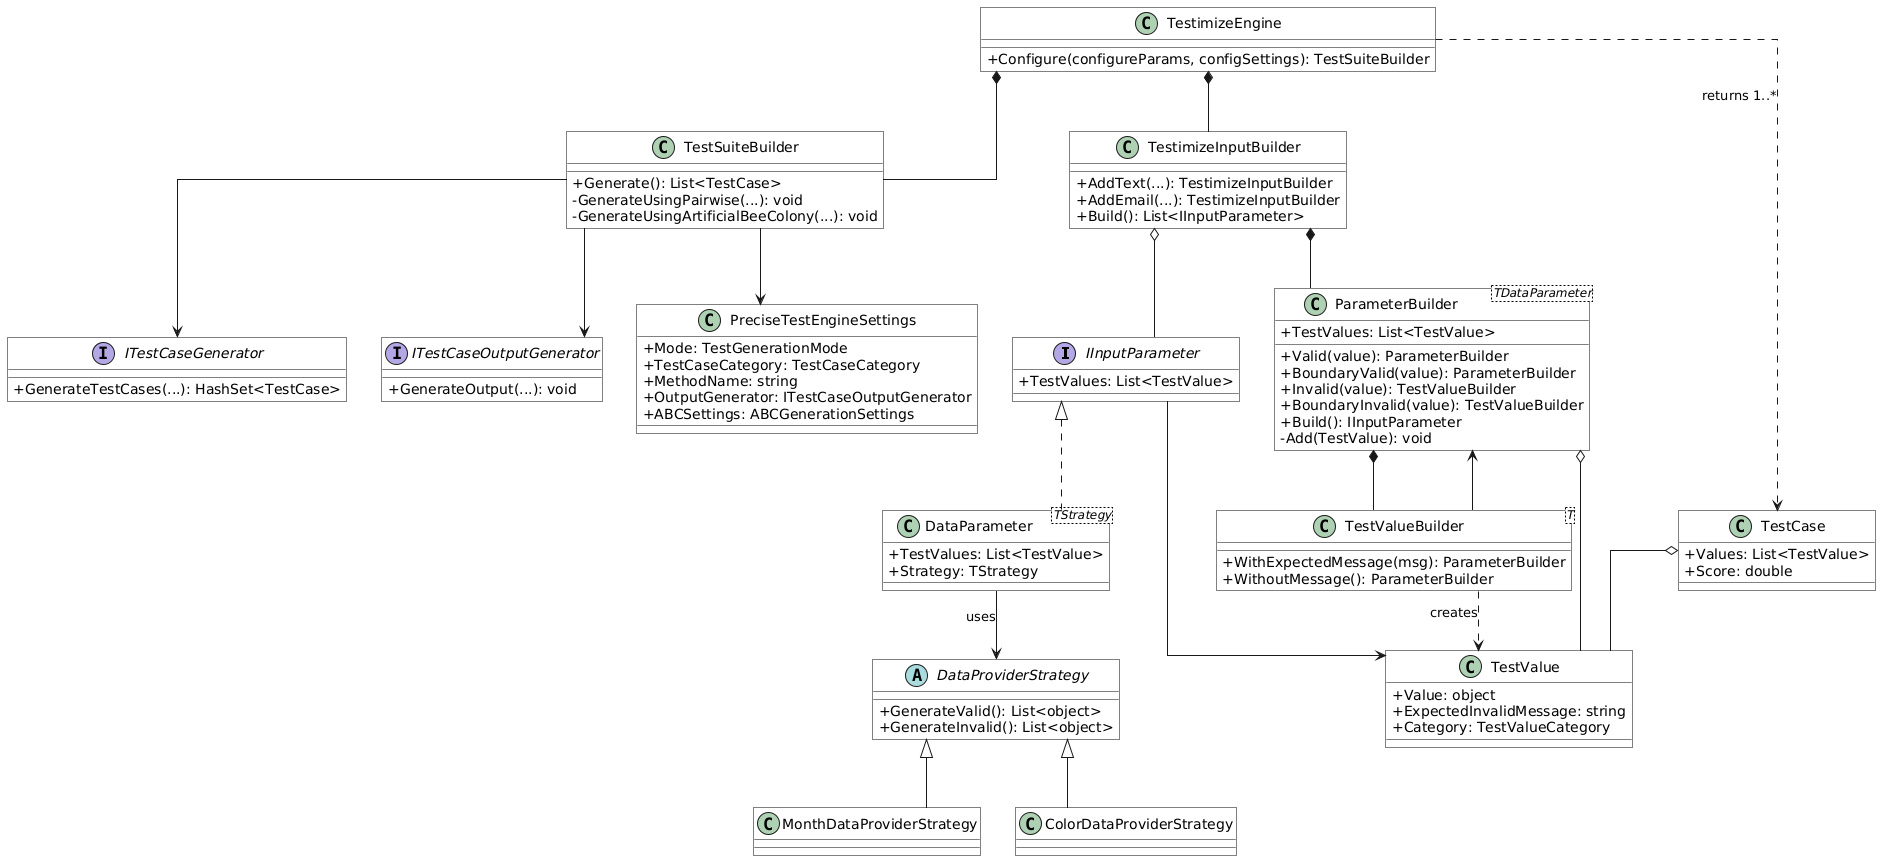 C TestimizeEngine
+Configure(configureParams, configSettings): TestSuiteBuilder
returns 1..*
C TestSuiteBuilder
+Generate(): List<TestCase>
-GenerateUsingPairwise(...): void
-GenerateUsingArtificialBeeColony(...): void
C TestimizeInputBuilder
+AddText(...): TestimizeInputBuilder
+AddEmail(...): TestimizeInputBuilder
+Build(): List<IInputParameter>
I ITestCaseGenerator
+GenerateTestCases(...): HashSet<TestCase>
I ITestCaseOutputGenerator
+GenerateOutput(...): void
C PreciseTestEngineSettings
+Mode: TestGenerationMode
+TestCaseCategory: TestCaseCategory
+MethodName: string
+OutputGenerator: ITestCaseOutputGenerator
+ABCSettings: ABCGenerationSettings
I IInputParameter
+TestValues: List<TestValue>
C ParameterBuilder TDataParameter
+TestValues: List<TestValue>
+Valid(value): ParameterBuilder
+BoundaryValid(value): ParameterBuilder
+Invalid(value): TestValueBuilder
+BoundaryInvalid(value): TestValueBuilder
+Build(): IInputParameter
-Add(TestValue): void
C DataParameter TStrategy
+TestValues: List<TestValue>
+Strategy: TStrategy
C TestValueBuilder T
+WithExpectedMessage(msg): ParameterBuilder
+WithoutMessage(): ParameterBuilder
C TestCase
+Values: List<TestValue>
+Score: double
uses
creates
A DataProviderStrategy
+GenerateValid(): List<object>
+GenerateInvalid(): List<object>
C TestValue
+Value: object
+ExpectedInvalidMessage: string
+Category: TestValueCategory
C MonthDataProviderStrategy
C ColorDataProviderStrategy